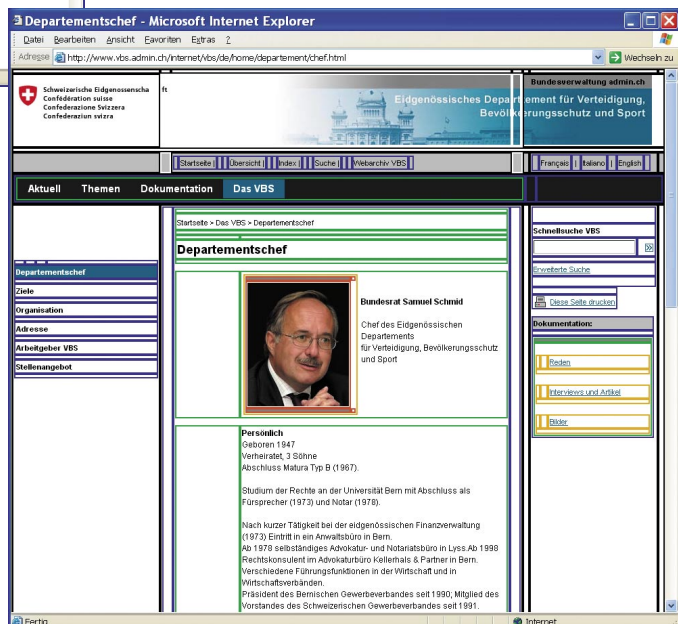 Departementschef - Microsoft Internet Explorer
Datei Bearbeiten Ansicht Favoriten Extras ?
Adresse http://www.vbs.admin.ch/internet/vbs/de/home/departement/chef.html Wechseln zu
Schweizerische Eidgenossenscha ft
Confédération suisse
Confederazione Svizzera
Confederaziun svizra
Bundesverwaltung admin.ch
Eidgenössisches Departement für Verteidigung,
Bevölkerungsschutz und Sport
Startseite | Übersicht | Index | Suche | Webarchiv VBS
Français | Italiano | English
Aktuell Themen Dokumentation Das VBS
Startseite > Das VBS > Departementschef
Departementschef
Departementschef
Ziele
Organisation
Adresse
Arbeitgeber VBS
Stellenangebot
Bundesrat Samuel Schmid
Chef des Eidgenössischen
Departements
für Verteidigung, Bevölkerungsschutz
und Sport
Persönlich
Geboren 1947
Verheiratet, 3 Söhne
Abschluss Matura Typ B (1967).
Studium der Rechte an der Universität Bern mit Abschluss als
Fürsprecher (1973) und Notar (1978).
Nach kurzer Tätigkeit bei der eidgenössischen Finanzverwaltung
(1973) Eintritt in ein Anwaltsbüro in Bern.
Ab 1978 selbständiges Advokatur- und Notariatsbüro in Lyss.Ab 1998
Rechtskonsulent im Advokaturbüro Kellerhals & Partner in Bern.
Verschiedene Führungsfunktionen in der Wirtschaft und in
Wirtschaftsverbänden.
Präsident des Bernischen Gewerbeverbandes seit 1990; Mitglied des
Vorstandes des Schweizerischen Gewerbeverbandes seit 1991.
Schnellsuche VBS
Erweiterte Suche
Diese Seite drucken
Dokumentation:
Reden
Interviews und Artikel
Bilder
Fertig Internet